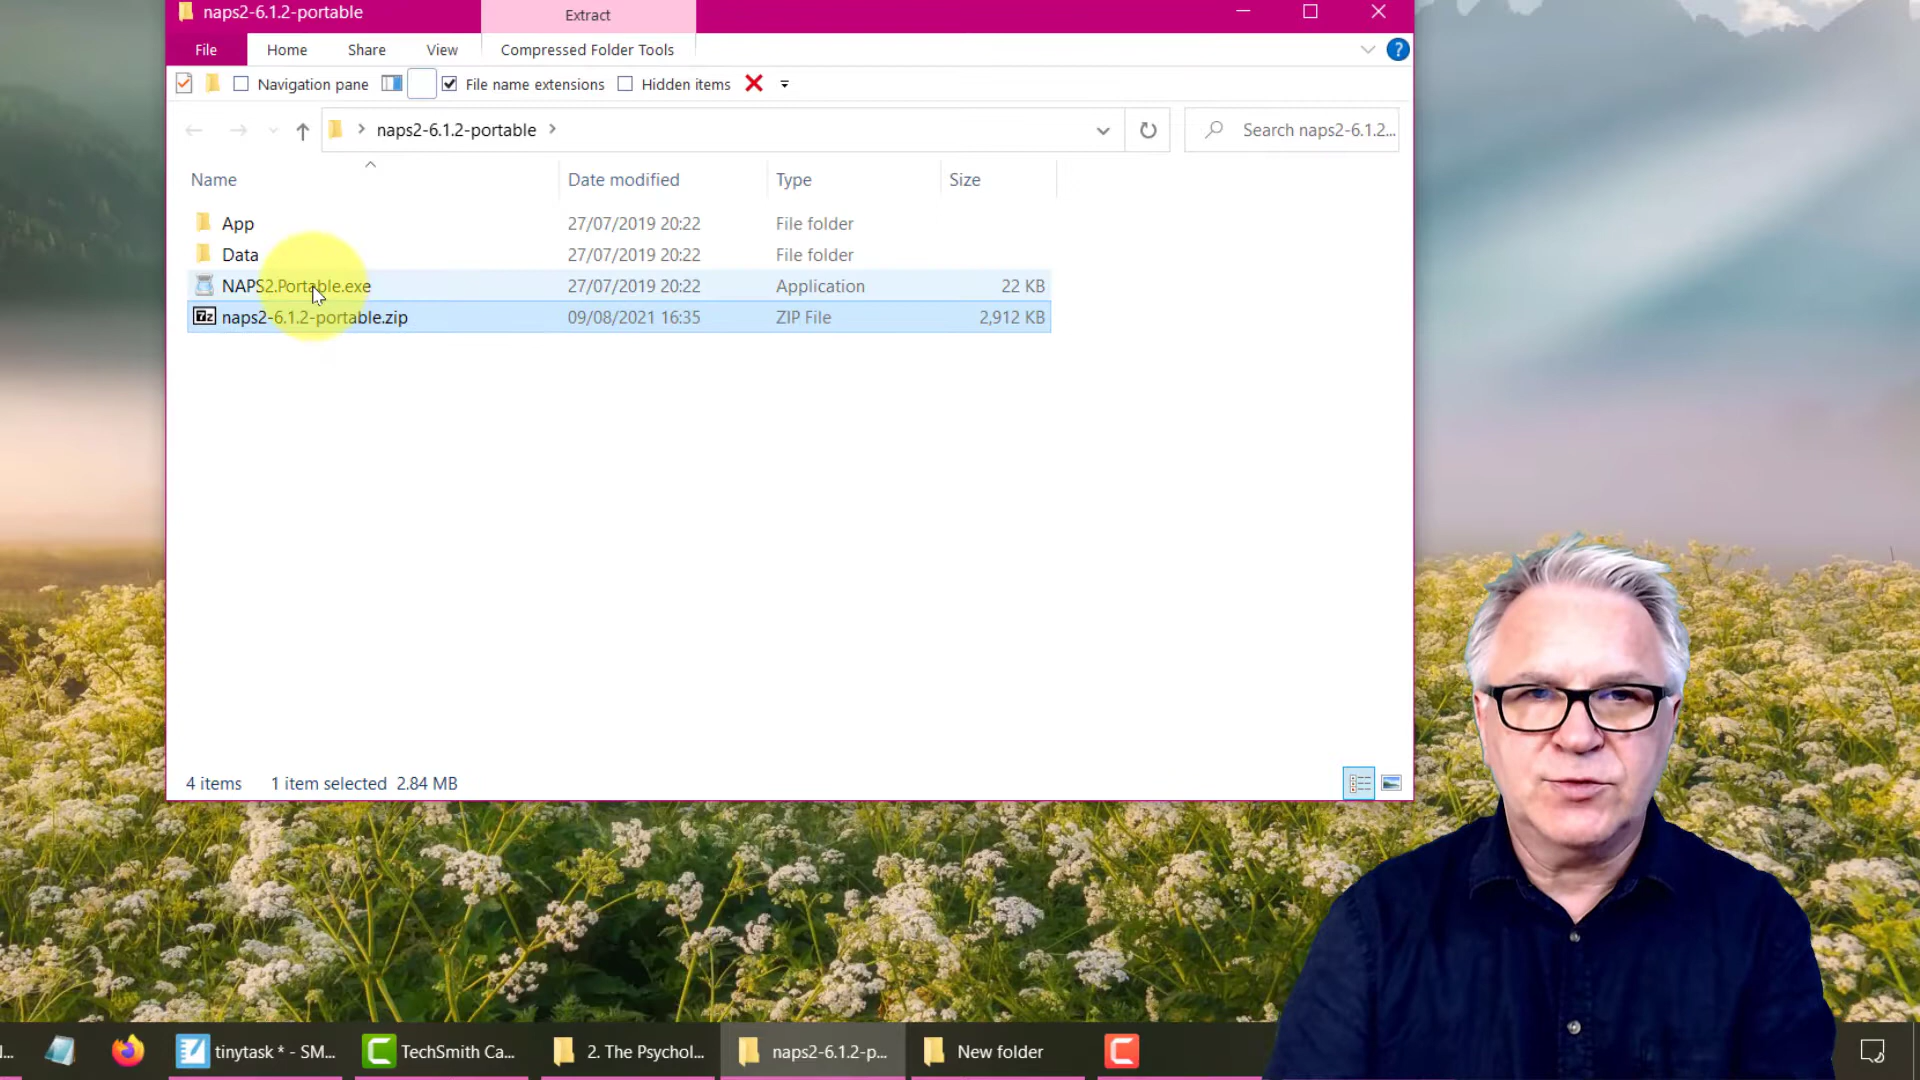 naps2-6.1.2-portable
Extract
File
Home
Share
View
Compressed Folder Tools
Navigation pane
File name extensions
Hidden items
naps2-6.1.2-portable
Search naps2-6.1.2...
Name
Date modified
Type
Size
App
27/07/2019 20:22
File folder
Data
27/07/2019 20:22
File folder
NAPS2.Portable.exe
27/07/2019 20:22
Application
22 KB
7z
naps2-6.1.2-portable.zip
09/08/2021 16:35
ZIP File
2,912 KB
4 items
1 item selected
2.84 MB
tinytask * - SM...
TechSmith Ca...
2. The Psychol...
naps2-6.1.2-p...
New folder